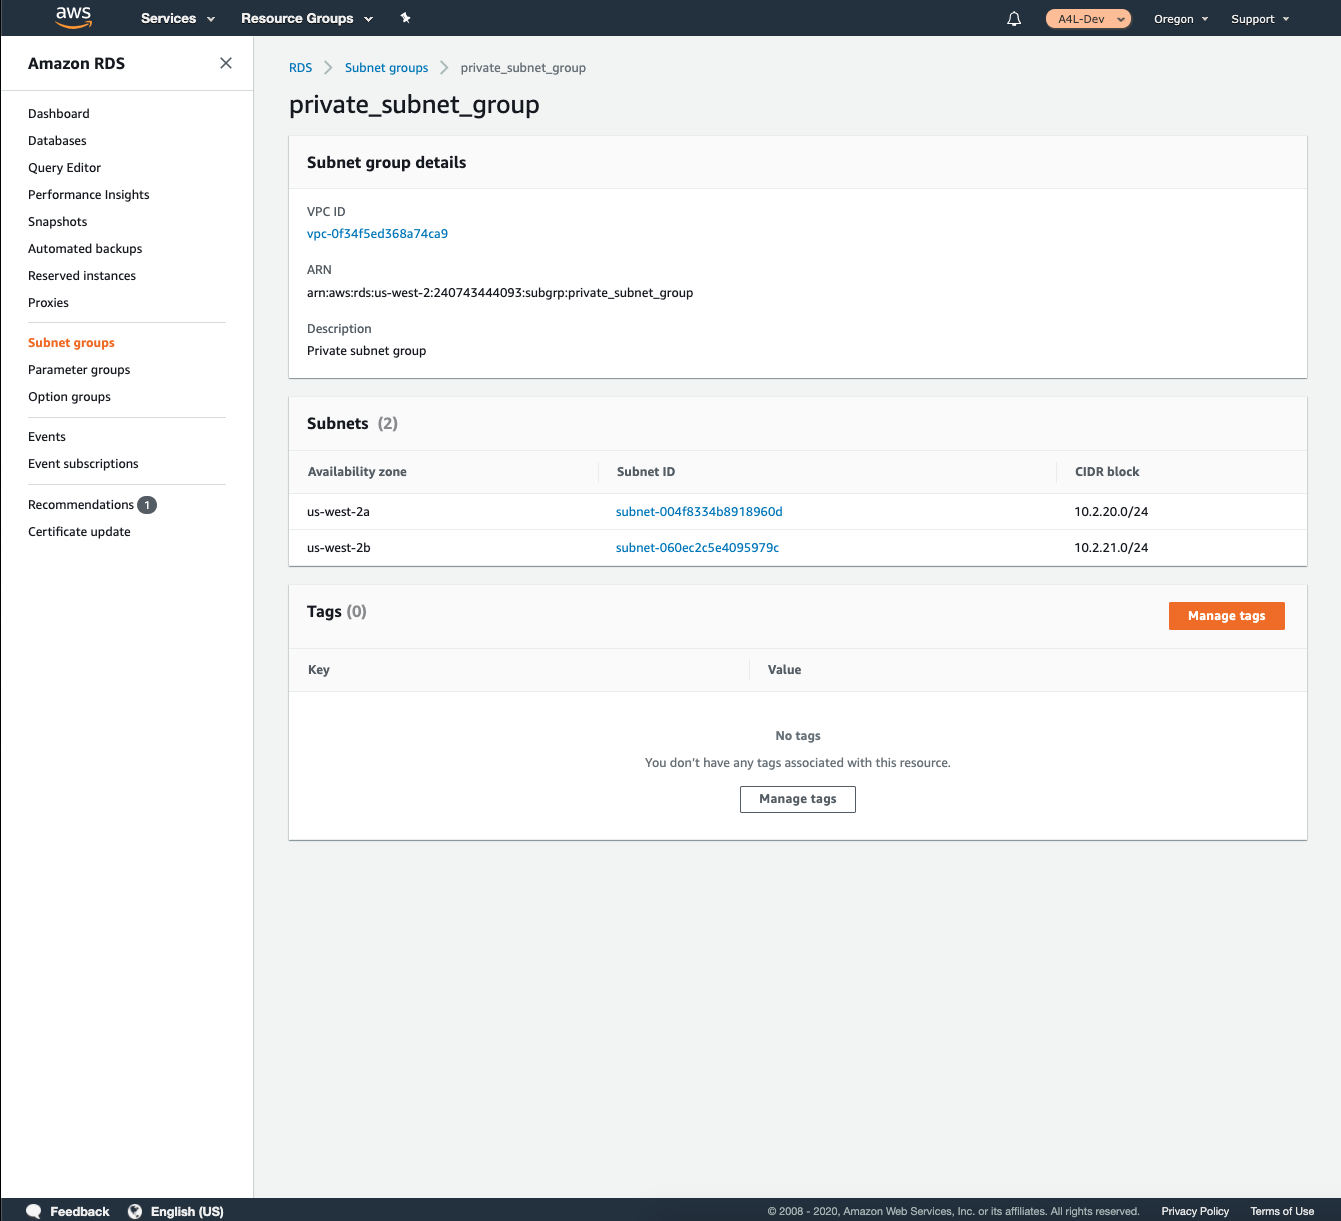 aws Services Resource Groups A4L-Dev Oregon Support
Amazon RDS
Dashboard
Databases
Query Editor
Performance Insights
Snapshots
Automated backups
Reserved instances
Proxies
Subnet groups
Parameter groups
Option groups
Events
Event subscriptions
Recommendations 1
Certificate update
RDS Subnet groups private_subnet_group
private_subnet_group
Subnet group details
VPC ID
vpc-0f34f5ed368a74ca9
ARN
arn:aws:rds:us-west-2:240743444093:subgrp:private_subnet_group
Description
Private subnet group
Subnets (2)
Availability zone Subnet ID CIDR block
us-west-2a subnet-004f8334b8918960d 10.2.20.0/24
us-west-2b subnet-060ec2c5e4095979c 10.2.21.0/24
Tags (0) Manage tags
Key Value
No tags
You don't have any tags associated with this resource.
Manage tags
Feedback English (US) © 2008 - 2020, Amazon Web Services, Inc. or its affiliates. All rights reserved. Privacy Policy Terms of Use